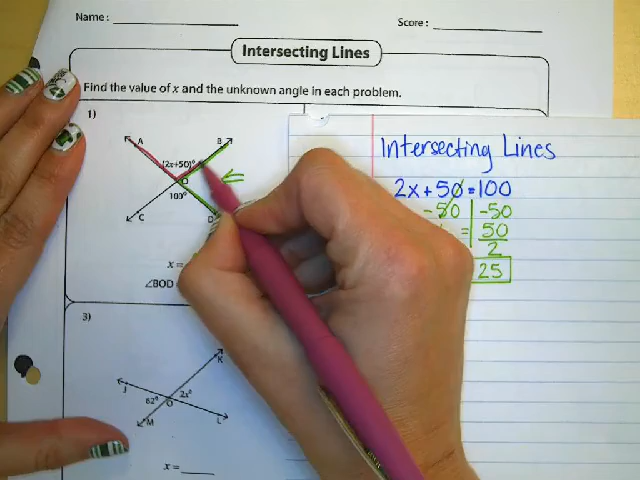 Name : Score :
Intersecting Lines
Find the value of x and the unknown angle in each problem.
1)
A
B
(2x+50)°
O
100°
C
D
x =
∠BOD
3)
J
K
62°
2x°
O
M
L
x =
Intersecting Lines
2x + 50 = 100
- 50 -50
= 50
2
25